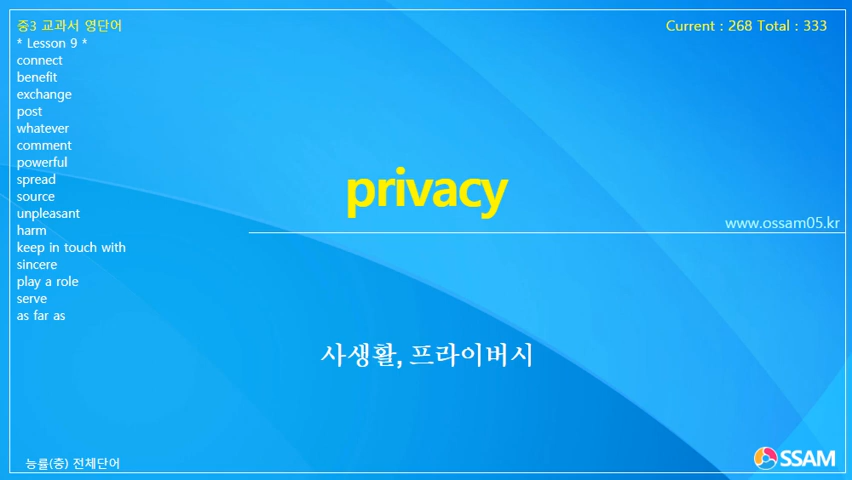 중3 교과서 영단어
Current : 268 Total : 333
* Lesson 9 *
connect
benefit
exchange
post
whatever
comment
powerful
spread
source
unpleasant
harm
keep in touch with
sincere
play a role
serve
as far as
privacy
www.ossam05.kr
사생활, 프라이버시
능률(중) 전체단어
OSSAM